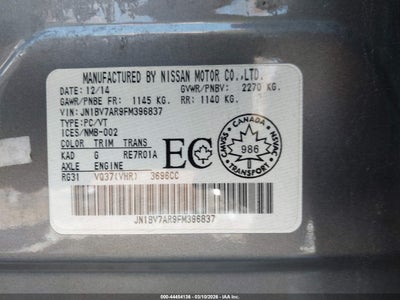 MANUFACTURED BY NISSAN MOTOR CO.,LTD.
DATE: 12/14 GVWR/PNBV: 2270 KG.
GAWR/PNBE FR: 1145 KG. RR: 1140 KG.
VIN: JN1BV7AR9FM396837
TYPE: PC/VT
ICES/NMB-002
COLOR TRIM TRANS
KAD G RE7R01A
AXLE ENGINE
RG31 VQ37(VHR) 3696CC
EC
CANADA
CMVSS NSVAC
986
TRANSPORT
JN1BV7AR9FM396837
000-44454136 - 03/10/2026 - IAA Inc.